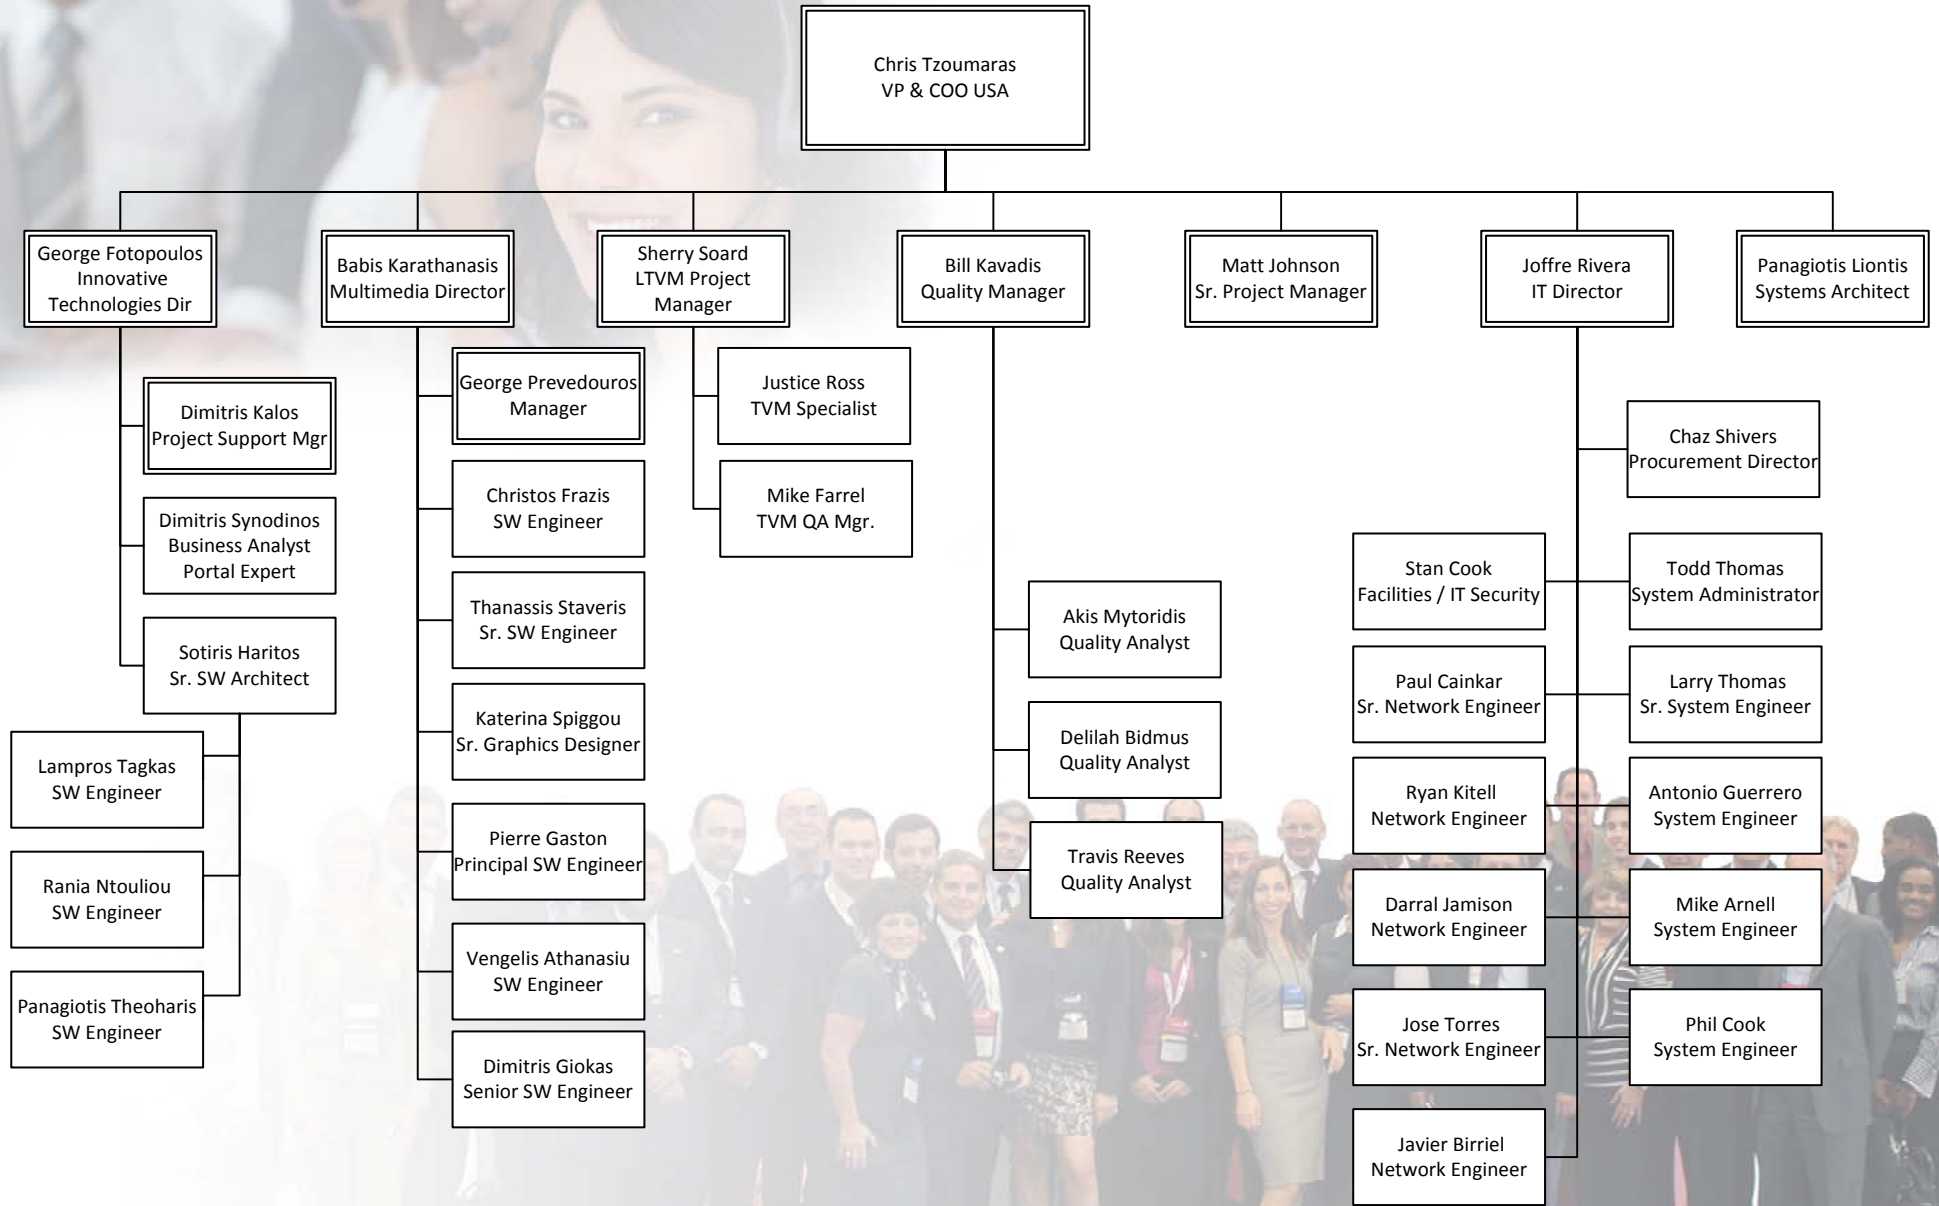 Chris Tzoumaras
VP & COO USA
George Fotopoulos
Innovative
Technologies Dir
Babis Karathanasis
Multimedia Director
Sherry Soard
LTVM Project
Manager
Bill Kavadis
Quality Manager
Matt Johnson
Sr. Project Manager
Joffre Rivera
IT Director
Panagiotis Liontis
Systems Architect
Dimitris Kalos
Project Support Mgr
Dimitris Synodinos
Business Analyst
Portal Expert
Sotiris Haritos
Sr. SW Architect
Lampros Tagkas
SW Engineer
Rania Ntouliou
SW Engineer
Panagiotis Theoharis
SW Engineer
George Prevedouros
Manager
Christos Frazis
SW Engineer
Thanassis Staveris
Sr. SW Engineer
Katerina Spiggou
Sr. Graphics Designer
Pierre Gaston
Principal SW Engineer
Vengelis Athanasiu
SW Engineer
Dimitris Giokas
Senior SW Engineer
Justice Ross
TVM Specialist
Mike Farrel
TVM QA Mgr.
Akis Mytoridis
Quality Analyst
Delilah Bidmus
Quality Analyst
Travis Reeves
Quality Analyst
Chaz Shivers
Procurement Director
Stan Cook
Facilities / IT Security
Todd Thomas
System Administrator
Paul Cainkar
Sr. Network Engineer
Larry Thomas
Sr. System Engineer
Ryan Kitell
Network Engineer
Antonio Guerrero
System Engineer
Darral Jamison
Network Engineer
Mike Arnell
System Engineer
Jose Torres
Sr. Network Engineer
Phil Cook
System Engineer
Javier Birriel
Network Engineer